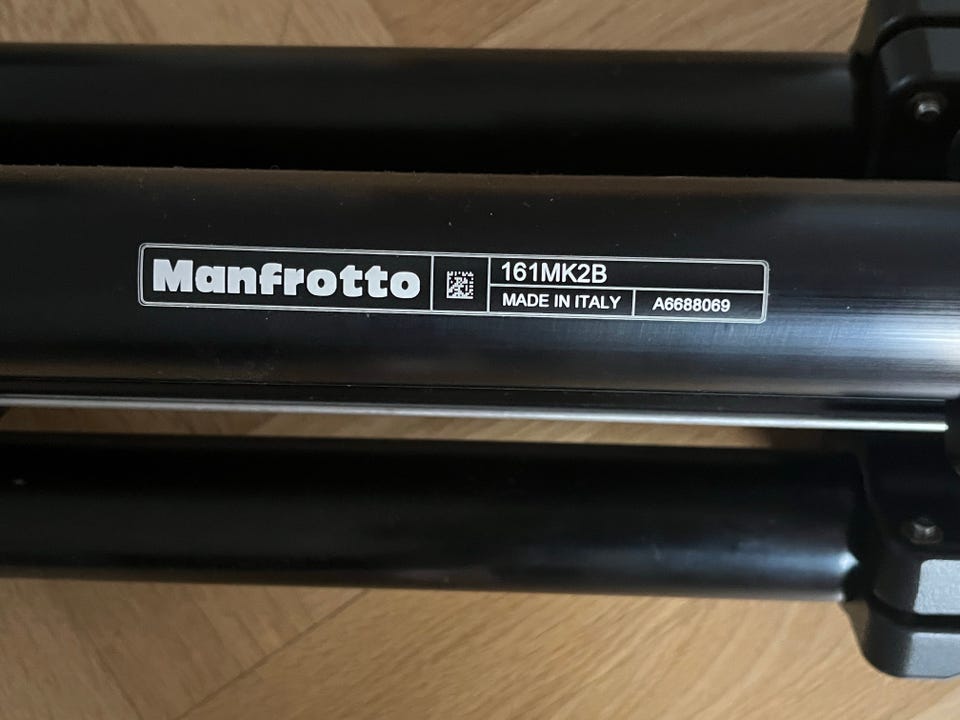 Manfrotto
161MK2B
MADE IN ITALY
A6688069